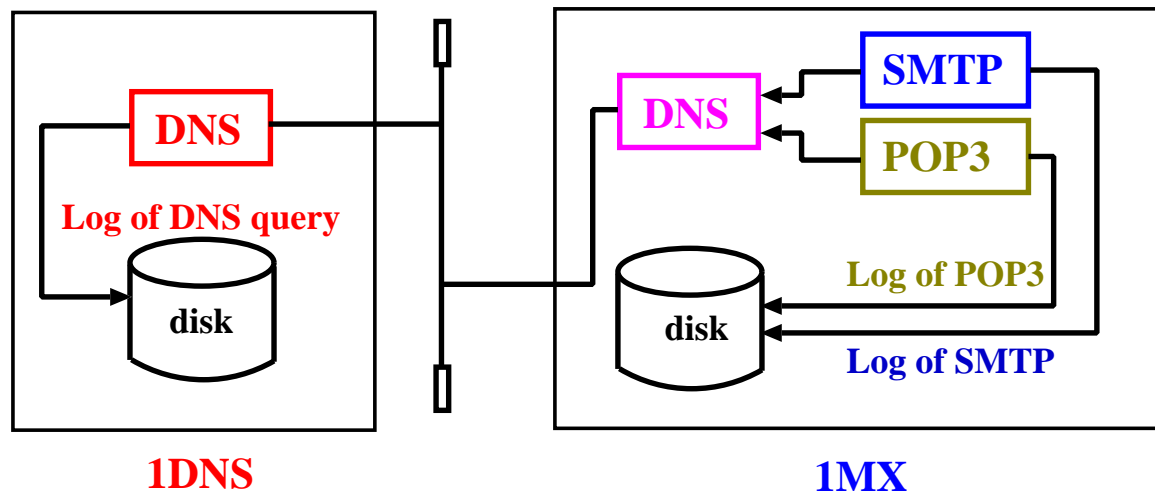 DNS
Log of DNS query
disk
1DNS
SMTP
DNS
POP3
Log of POP3
disk
Log of SMTP
1MX